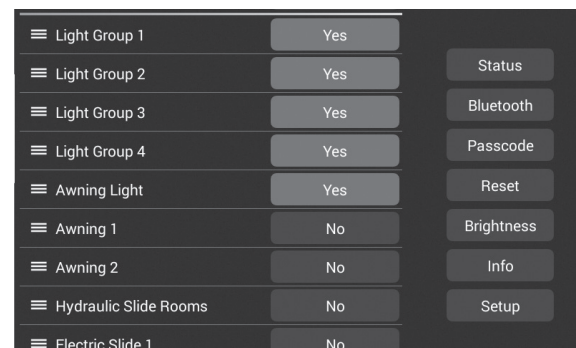 Light Group 1 Yes
Light Group 2 Yes
Light Group 3 Yes
Light Group 4 Yes
Awning Light Yes
Awning 1 No
Awning 2 No
Hydraulic Slide Rooms No
Electric Slide 1 No
Status
Bluetooth
Passcode
Reset
Brightness
Info
Setup